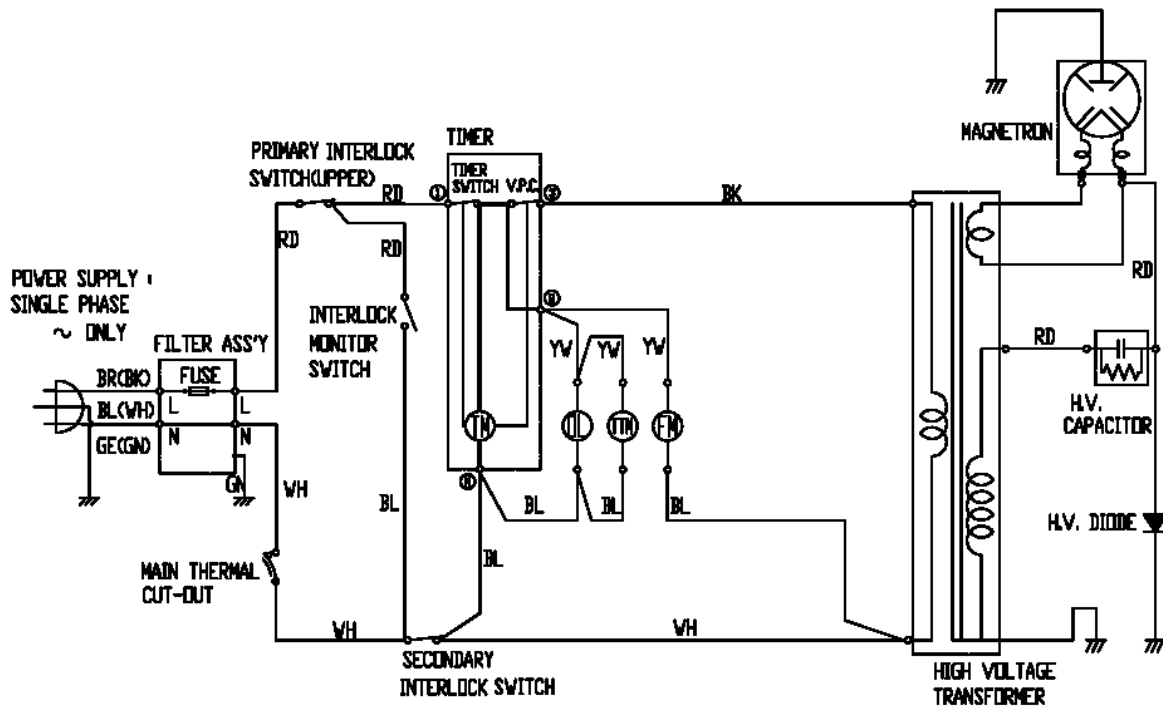 MAGNETRON
TIMER
PRIMARY INTERLOCK
SWITCH(UPPER)
TIMER
SWITCH
V.P.C.
RD
①
BK
RD
RD
RD
POWER SUPPLY :
SINGLE PHASE
~ ONLY
INTERLOCK
MONITOR
SWITCH
YW
YW
YW
RD
FILTER ASS'Y
BR(BK)
FUSE
L
L
BL(WH)
N
N
GE(GN)
GN
TM
OL
TTM
FM
H.V.
CAPACITOR
WH
BL
BL
BL
BL
BL
H.V. DIODE
MAIN THERMAL
CUT-OUT
WH
WH
SECONDARY
INTERLOCK SWITCH
HIGH VOLTAGE
TRANSFORMER